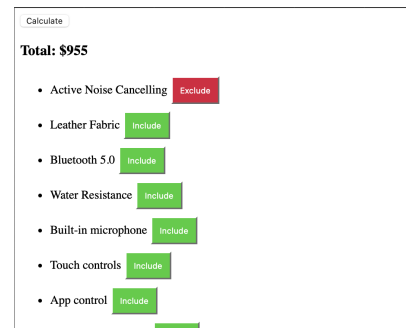 Calculate
Total: $955
Active Noise Cancelling Exclude
Leather Fabric Include
Bluetooth 5.0 Include
Water Resistance Include
Built-in microphone Include
Touch controls Include
App control Include